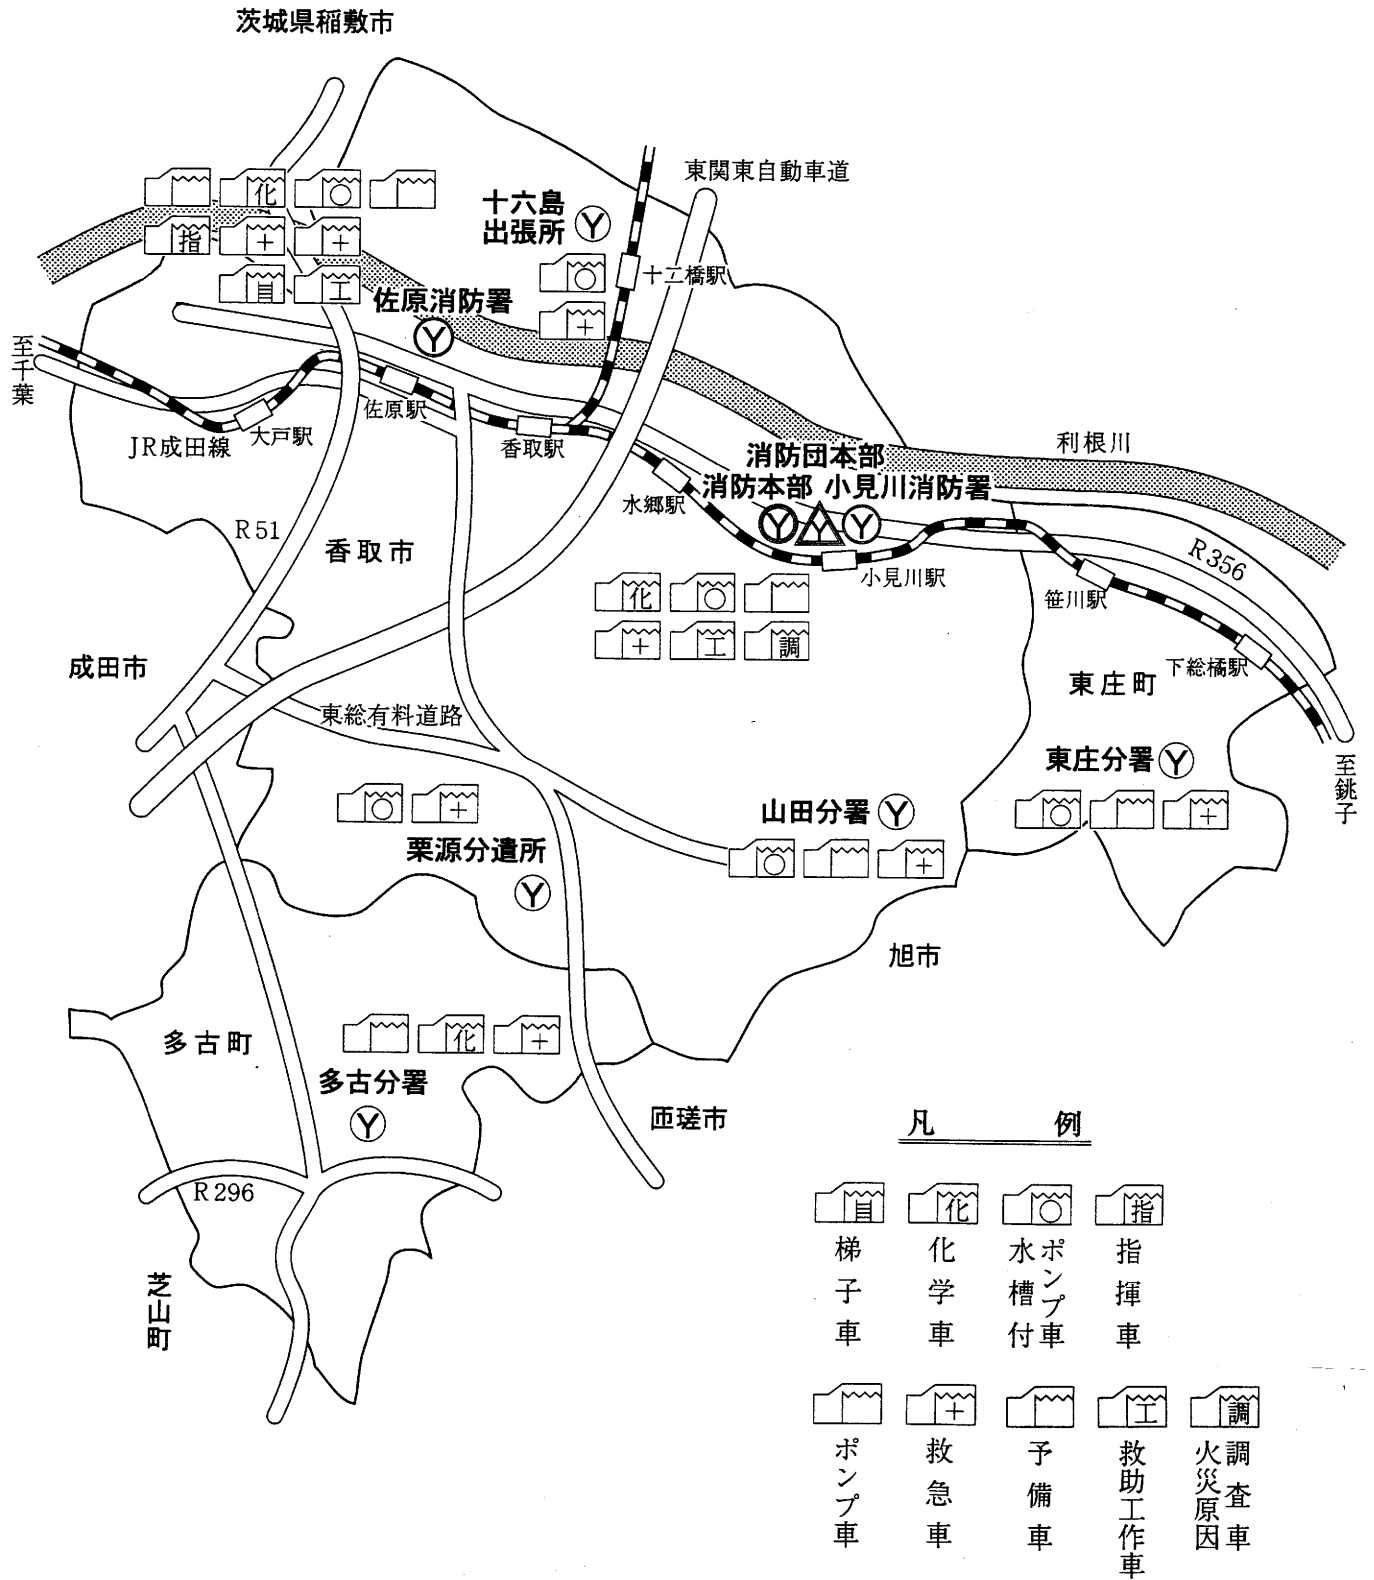 茨城県稲敷市
東関東自動車道
化
指
十六島
出張所
十二橋駅
工
佐原消防署
至千葉
佐原駅
大戸駅
JR成田線
香取駅
利根川
消防団本部
消防本部 小見川消防署
水郷駅
R51
香取市
R356
小見川駅
笹川駅
化
工
調
成田市
下総橘駅
東庄町
東総有料道路
東庄分署
至銚子
山田分署
栗源分遣所
旭市
多古町
化
多古分署
匝瑳市
R296
芝山町
凡例
化
指
梯子車
化学車
水槽付
ポンプ車
指揮車
工
調
ポンプ車
救急車
予備車
救助工作車
火災原因
調査車